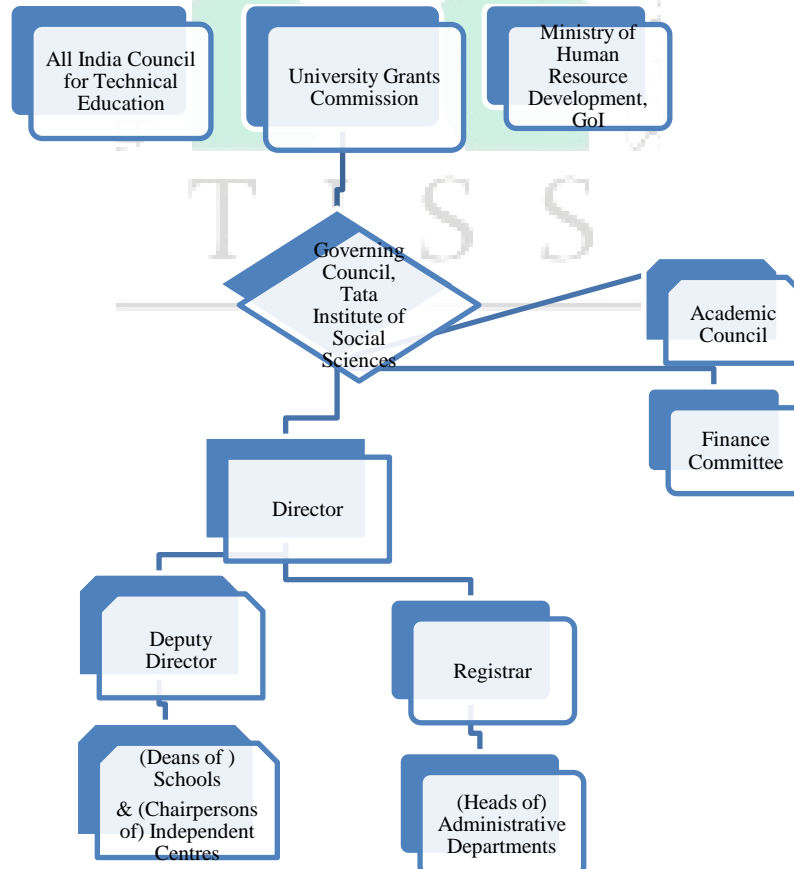 All India Council
for Technical
Education
University Grants
Commission
Ministry of
Human
Resource
Development,
GoI
T I S S
Governing
Council,
Tata
Institute of
Social
Sciences
Academic
Council
Finance
Committee
Director
Deputy
Director
Registrar
(Deans of )
Schools
& (Chairpersons
of) Independent
Centres
(Heads of)
Administrative
Departments